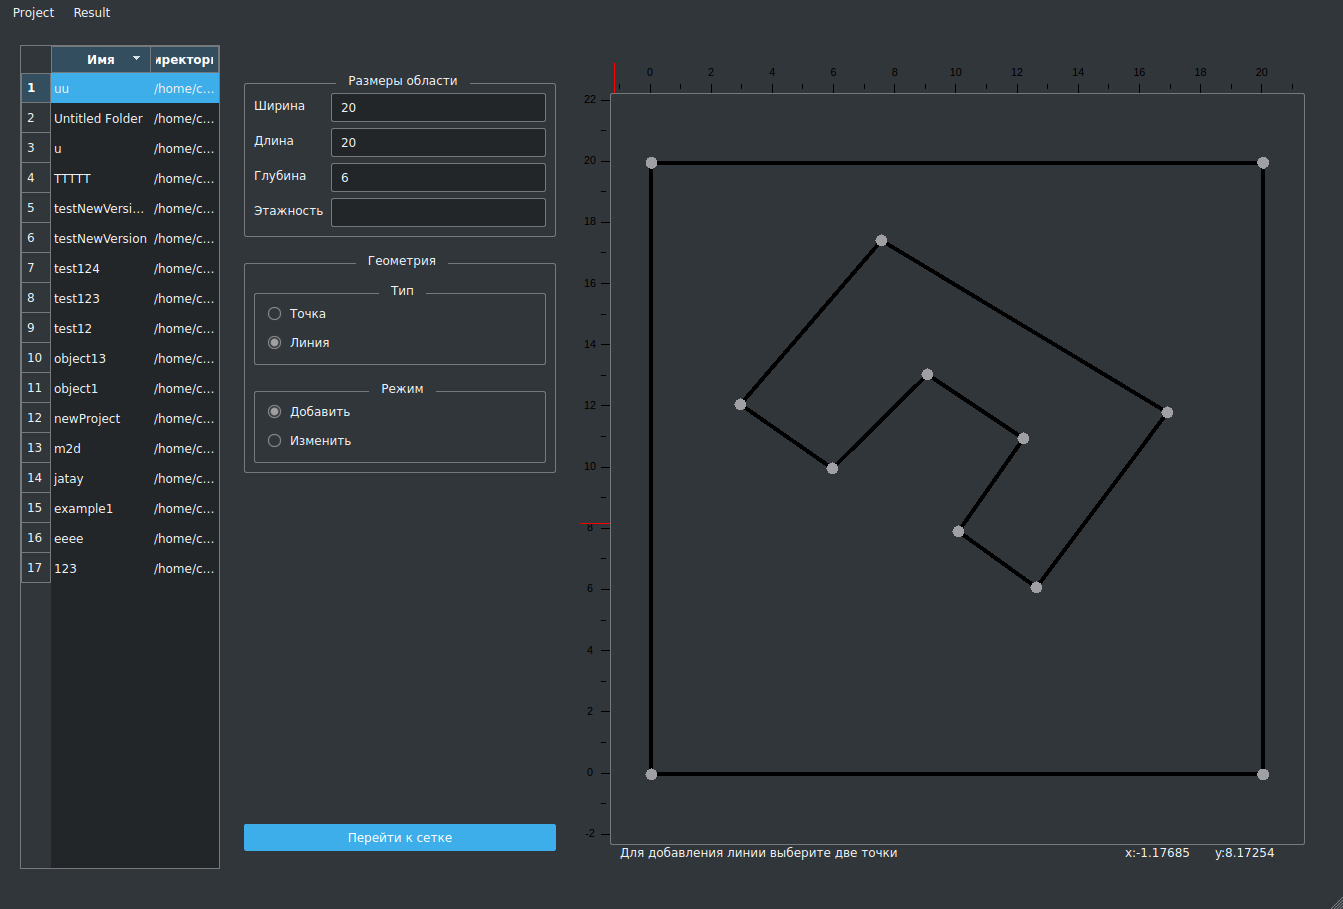 Project Result
Имя иректор
1 uu /home/c...
2 Untitled Folder /home/c...
3 u /home/c...
4 TTTTT /home/c...
5 testNewVersi... /home/c...
6 testNewVersion /home/c...
7 test124 /home/c...
8 test123 /home/c...
9 test12 /home/c...
10 object13 /home/c...
11 object1 /home/c...
12 newProject /home/c...
13 m2d /home/c...
14 jatay /home/c...
15 example1 /home/c...
16 eeee /home/c...
17 123 /home/c...
Размеры области
Ширина 20
Длина 20
Глубина 6
Этажность
Геометрия
Тип
Точка
Линия
Режим
Добавить
Изменить
Перейти к сетке
0 2 4 6 8 10 12 14 16 18 20
22
20
18
16
14
12
10
8
6
4
2
0
-2
Для добавления линии выберите две точки x:-1.17685 y:8.17254